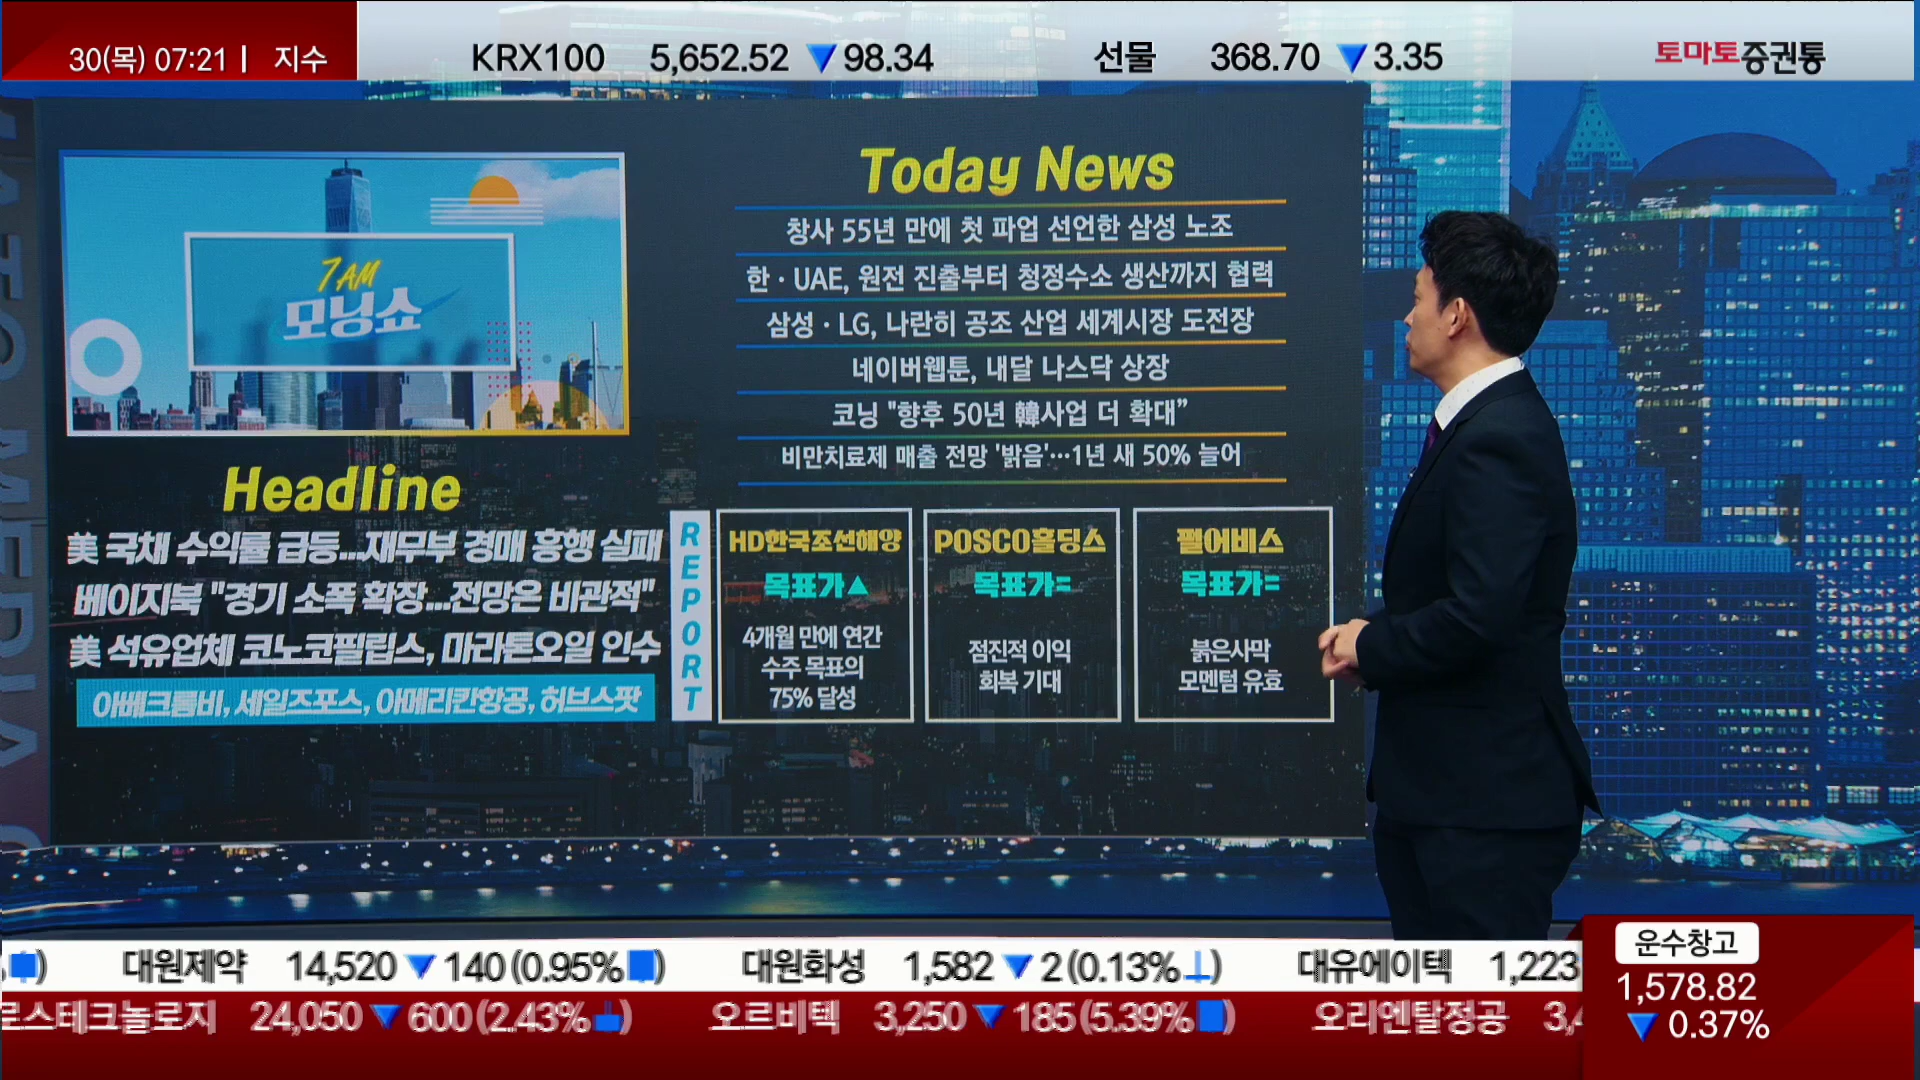 30(목) 07:21 | 지수
KRX100 5,652.52 ▼98.34 선물 368.70 ▼3.35
토마토증권통
7 AM
모닝쇼
Headline
美 국채 수익률 급등...재무부 경매 흥행 실패
베이지북 "경기 소폭 확장...전망은 비관적"
美 석유업체 코노코필립스, 마라톤오일 인수
아베크롬비, 세일즈포스, 아메리칸항공, 허브스팟
Today News
창사 55년 만에 첫 파업 선언한 삼성 노조
한·UAE, 원전 진출부터 청정수소 생산까지 협력
삼성·LG, 나란히 공조 산업 세계시장 도전장
네이버웹툰, 내달 나스닥 상장
코닝 "향후 50년 韓사업 더 확대”
비만치료제 매출 전망 '밝음'…1년 새 50% 늘어
REPORT
HD한국조선해양
목표가▲
4개월 만에 연간
수주 목표의
75% 달성
POSCO홀딩스
목표가=
점진적 이익
회복 기대
펄어비스
목표가=
붉은사막
모멘텀 유효
대원제약 14,520 ▼140 (0.95% ) 대원화성 1,582 ▼2 (0.13% ) 대유에이텍 1,223
르스테크놀로지 24,050 ▼600 (2.43% ) 오르비텍 3,250 ▼185 (5.39% ) 오리엔탈정공 3,4
운수창고
1,578.82
▼ 0.37%